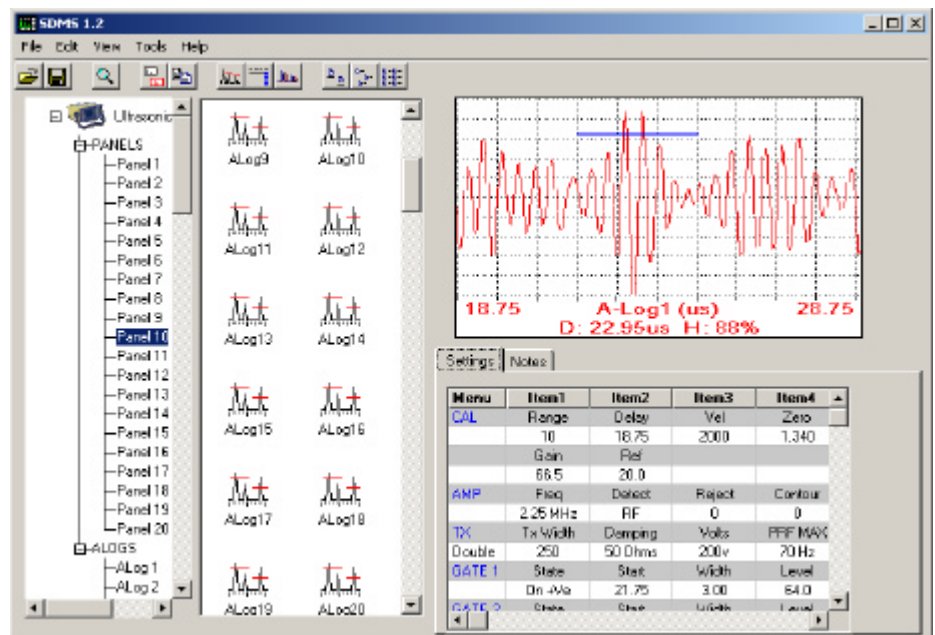 SDMS 1.2
File Edit View Tools Help
Ultrasonic
PANELS
Panel 1
Panel 2
Panel 3
Panel 4
Panel 5
Panel 6
Panel 7
Panel 8
Panel 9
Panel 10
Panel 11
Panel 12
Panel 13
Panel 14
Panel 15
Panel 16
Panel 17
Panel 18
Panel 19
Panel 20
ALOGS
ALog 1
ALog 2
ALog9 ALog10
ALog11 ALog12
ALog13 ALog14
ALog15 ALog16
ALog17 ALog18
ALog19 ALog20
18.75 A-Log1 (us) 28.75
D: 22.95us H: 88%
Settings Notes
Menu Item1 Item2 Item3 Item4
CAL Range Delay Vel Zero
10 18.75 2000 1.340
Gain Ref
66.5 20.0
AMP Freq Detect Reject Contour
2.25 MHz RF 0 0
TX Tx Width Damping Volts PRF MAX
Double 250 50 Ohms 200v 70 Hz
GATE 1 State Start Width Level
On +Ve 21.75 3.00 64.0
GATE 2 State Start Width Level